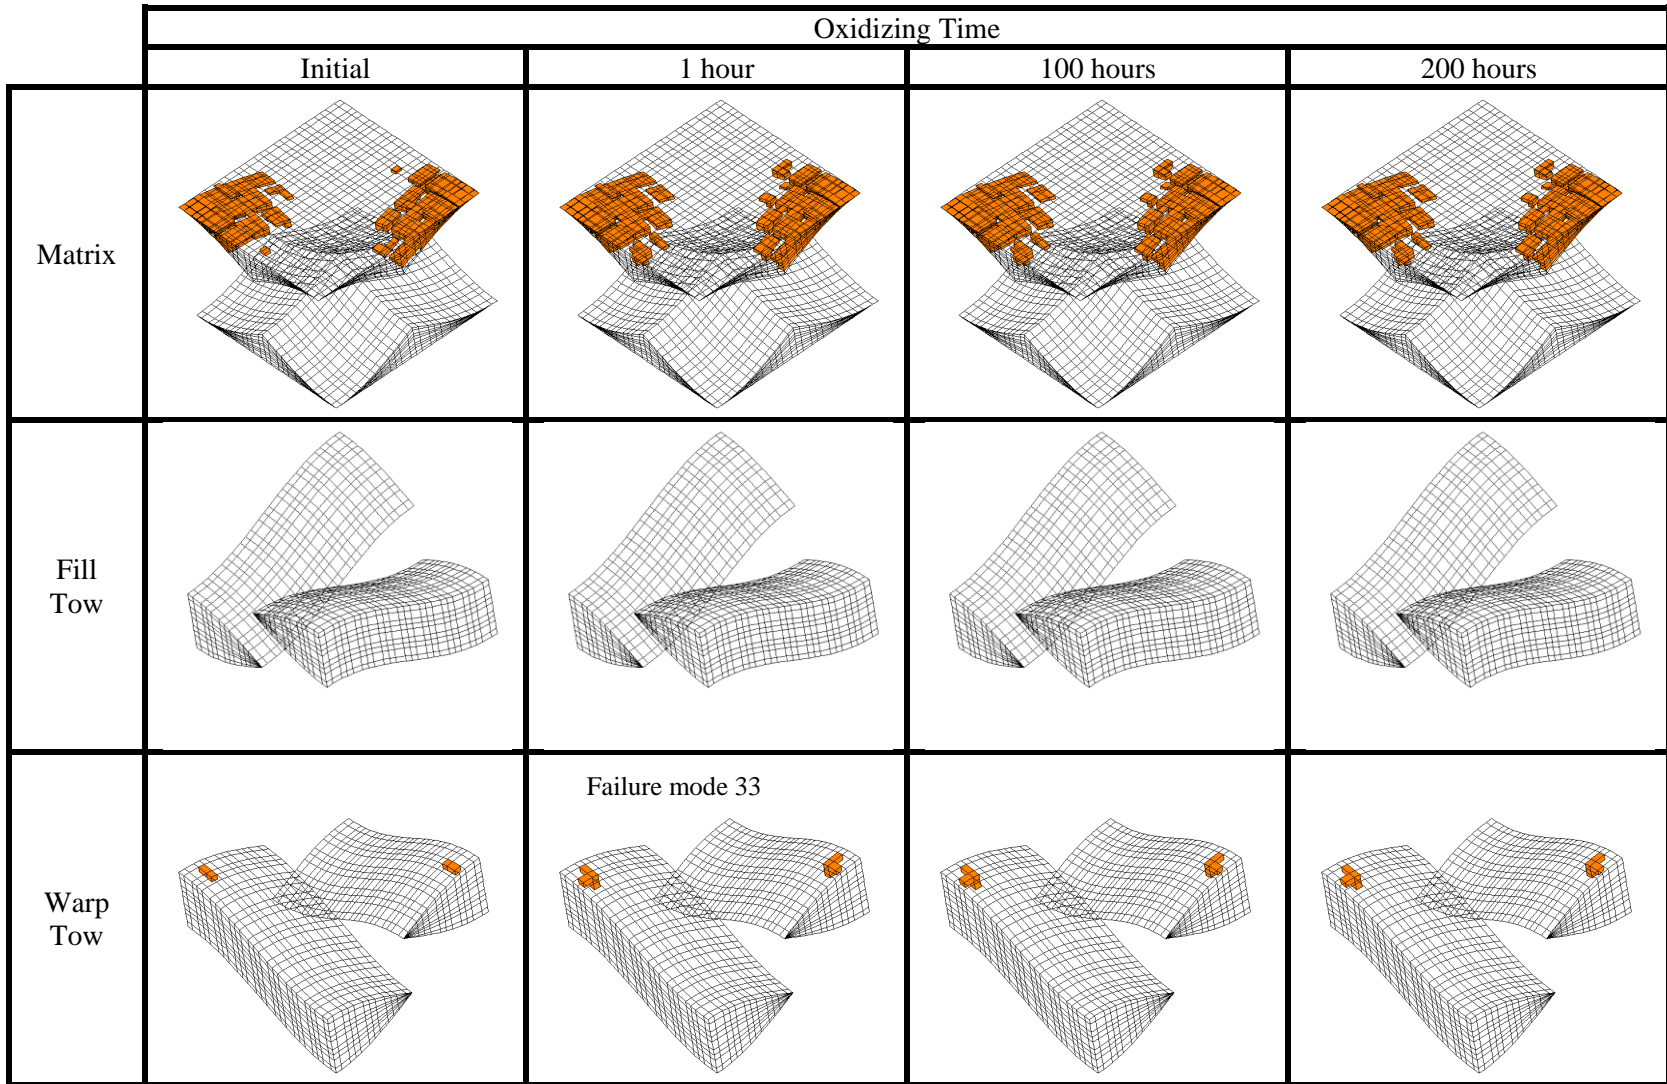 Oxidizing Time
Initial
1 hour
100 hours
200 hours
Matrix
Fill
Tow
Failure mode 33
Warp
Tow